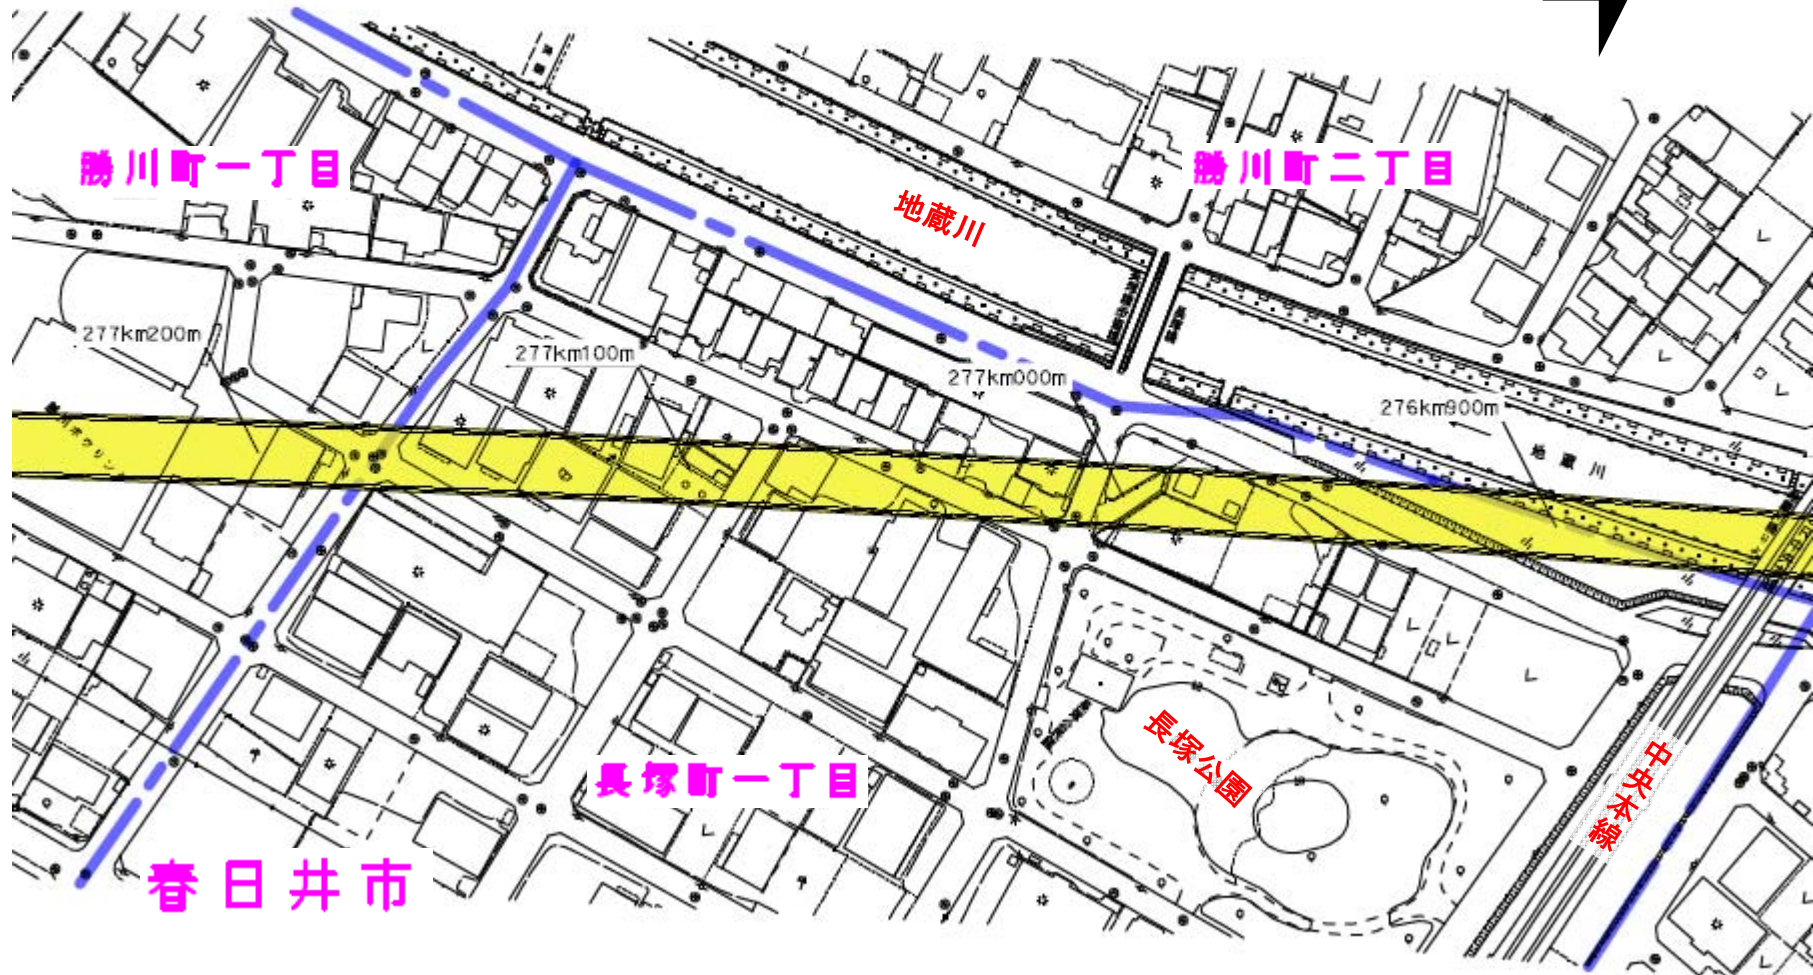 勝川町一丁目
勝川町二丁目
地蔵川
277km200m
277km100m
277km000m
276km900m
地蔵川
長塚町一丁目
長塚公園
中央本線
春日井市